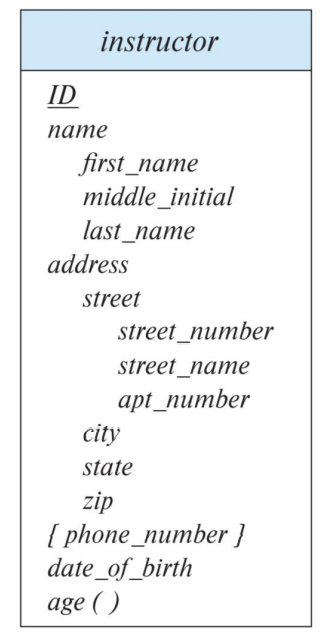 instructor
ID
name
first_name
middle_initial
last_name
address
street
street_number
street_name
apt_number
city
state
zip
{ phone_number }
date_of_birth
age ( )